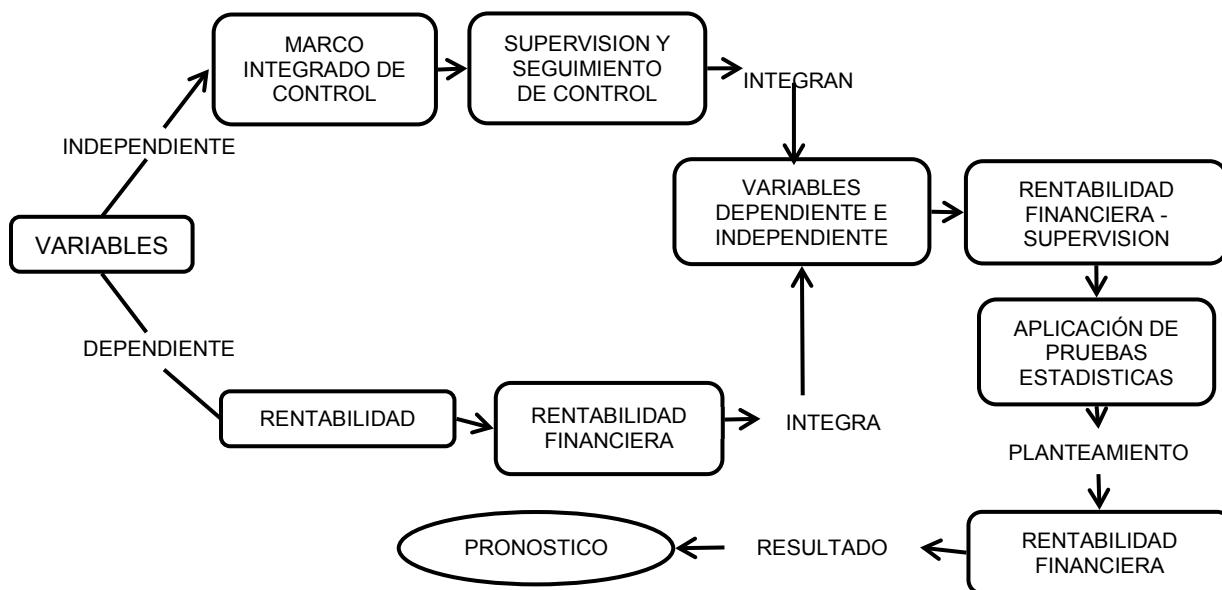 MARCO
INTEGRADO DE
CONTROL
SUPERVISION Y
SEGUIMIENTO
DE CONTROL
INTEGRAN
INDEPENDIENTE
VARIABLES
DEPENDIENTE E
INDEPENDIENTE
RENTABILIDAD
FINANCIERA -
SUPERVISION
VARIABLES
DEPENDIENTE
APLICACIÓN DE
PRUEBAS
ESTADISTICAS
RENTABILIDAD
RENTABILIDAD
FINANCIERA
INTEGRA
PLANTEAMIENTO
RENTABILIDAD
FINANCIERA
RESULTADO
PRONOSTICO